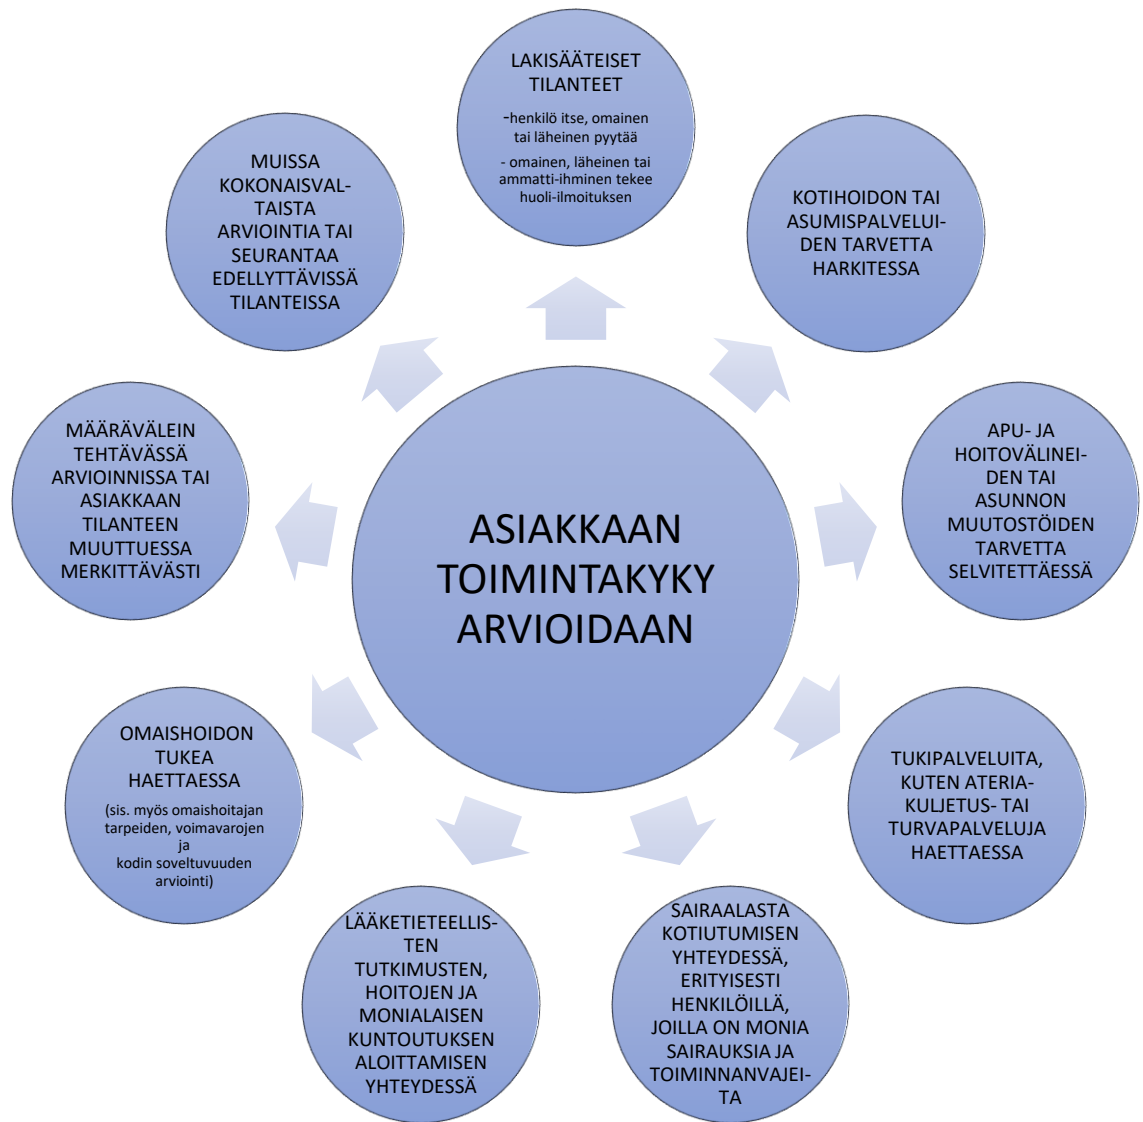 LAKISÄÄTEISET
TILANTEET
-henkilö itse, omainen
tai läheinen pyytää
- omainen, läheinen tai
ammatti-ihminen tekee
huoli-ilmoituksen
KOTIHOIDON TAI
ASUMISPALVELUI-
DEN TARVETTA
HARKITESSA
APU- JA
HOITOVÄLINEI-
DEN TAI
ASUNNON
MUUTOSTÖIDEN
TARVETTA
SELVITETTÄESSÄ
TUKIPALVELUITA,
KUTEN ATERIA-
KULJETUS- TAI
TURVAPALVELUJA
HAETTAESSA
SAIRAALASTA
KOTIUTUMISEN
YHTEYDESSÄ,
ERITYISESTI
HENKILÖILLÄ,
JOILLA ON MONIA
SAIRAUKSIA JA
TOIMINNANVAJEI-
TA
LÄÄKETIETEELLIS-
TEN
TUTKIMUSTEN,
HOITOJEN JA
MONIALAISEN
KUNTOUTUKSEN
ALOITTAMISEN
YHTEYDESSÄ
OMAISHOIDON
TUKEA
HAETTAESSA
(sis. myös omaishoitajan
tarpeiden, voimavarojen
ja
kodin soveltuvuuden
arviointi)
MÄÄRÄVÄLEIN
TEHTÄVÄSSÄ
ARVIOINNISSA TAI
ASIAKKAAN
TILANTEEN
MUUTTUESSA
MERKITTÄVÄSTI
MUISSA
KOKONAISVAL-
TAISTA
ARVIOINTIA TAI
SEURANTAA
EDELLYTTÄVISSÄ
TILANTEISSA
ASIAKKAAN
TOIMINTAKYKY
ARVIOIDAAN